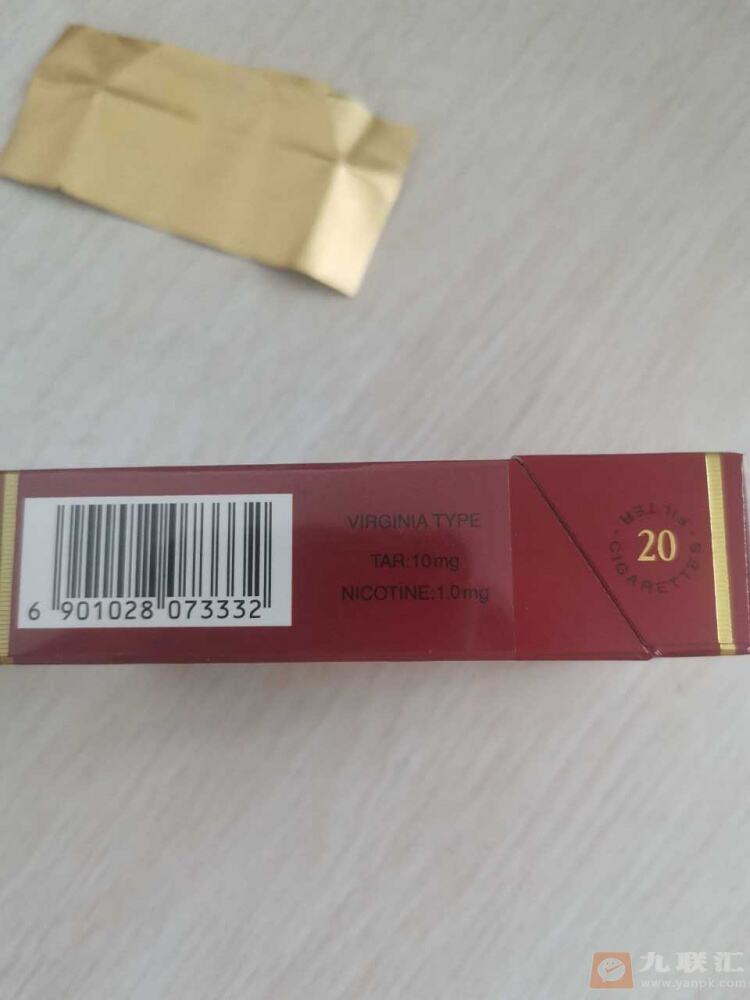 VIRGINIA TYPE
TAR:10mg
NICOTINE:1.0mg
6 901028 073332
20
FILTER · CIGARETTES ·
九联汇
www.yanpk.com